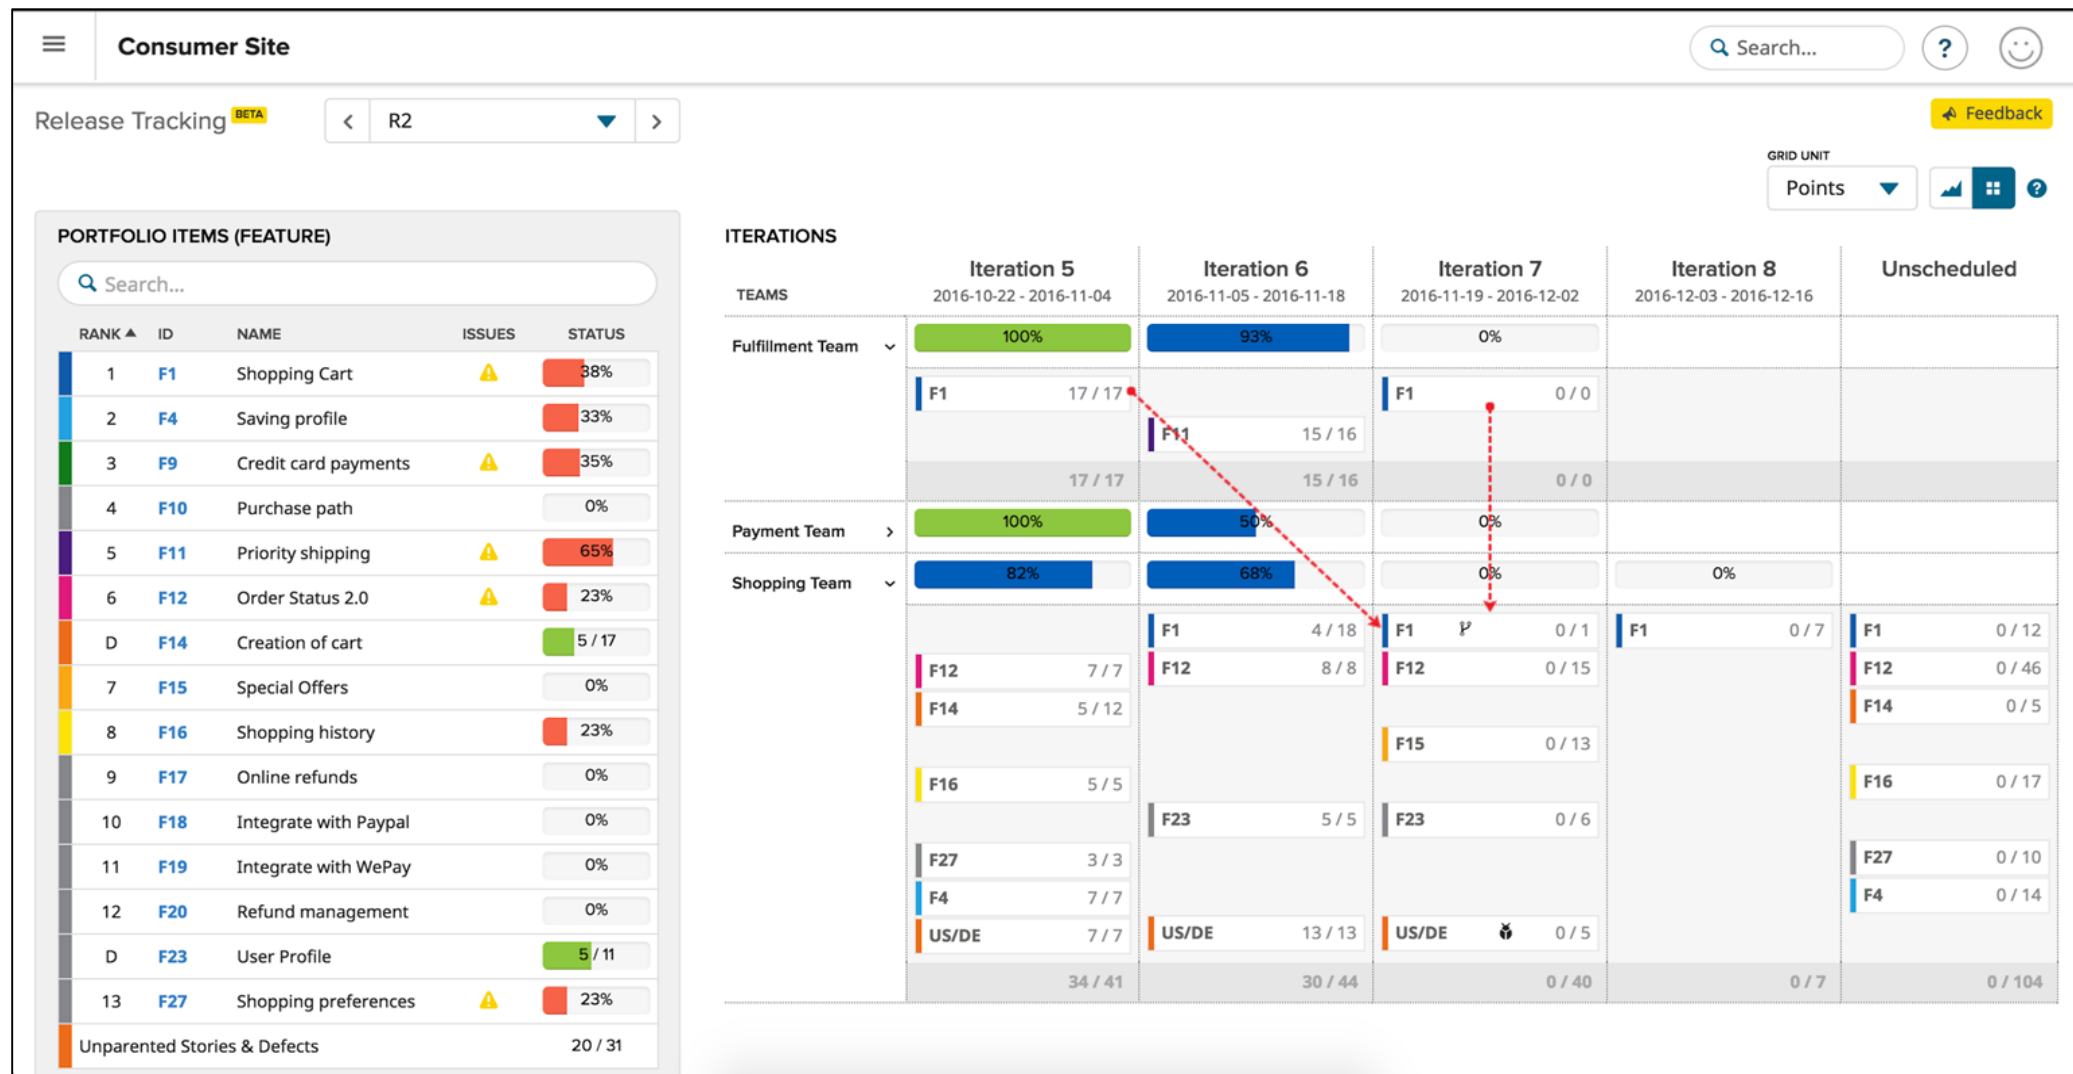 Consumer Site
Search...
?
Release Tracking BETA
R2
Feedback
GRID UNIT
Points
?
PORTFOLIO ITEMS (FEATURE)
Search...
RANK ID NAME ISSUES STATUS
1 F1 Shopping Cart 38%
2 F4 Saving profile 33%
3 F9 Credit card payments 35%
4 F10 Purchase path 0%
5 F11 Priority shipping 65%
6 F12 Order Status 2.0 23%
D F14 Creation of cart 5 / 17
7 F15 Special Offers 0%
8 F16 Shopping history 23%
9 F17 Online refunds 0%
10 F18 Integrate with Paypal 0%
11 F19 Integrate with WePay 0%
12 F20 Refund management 0%
D F23 User Profile 5 / 11
13 F27 Shopping preferences 23%
Unparented Stories & Defects 20 / 31
ITERATIONS
Iteration 5 Iteration 6 Iteration 7 Iteration 8 Unscheduled
TEAMS 2016-10-22 - 2016-11-04 2016-11-05 - 2016-11-18 2016-11-19 - 2016-12-02 2016-12-03 - 2016-12-16
Fulfillment Team 100% 93% 0%
F1 17 / 17 F1 0 / 0
F11 15 / 16
17 / 17 15 / 16 0 / 0
Payment Team 100% 50% 0%
Shopping Team 82% 68% 0% 0%
F1 4 / 18 F1 0 / 1 F1 0 / 7 F1 0 / 12
F12 7 / 7 F12 8 / 8 F12 0 / 15 F12 0 / 46
F14 5 / 12 F14 0 / 5
F15 0 / 13
F16 5 / 5 F16 0 / 17
F23 5 / 5 F23 0 / 6
F27 3 / 3 F27 0 / 10
F4 7 / 7 F4 0 / 14
US/DE 7 / 7 US/DE 13 / 13 US/DE 0 / 5
34 / 41 30 / 44 0 / 40 0 / 7 0 / 104